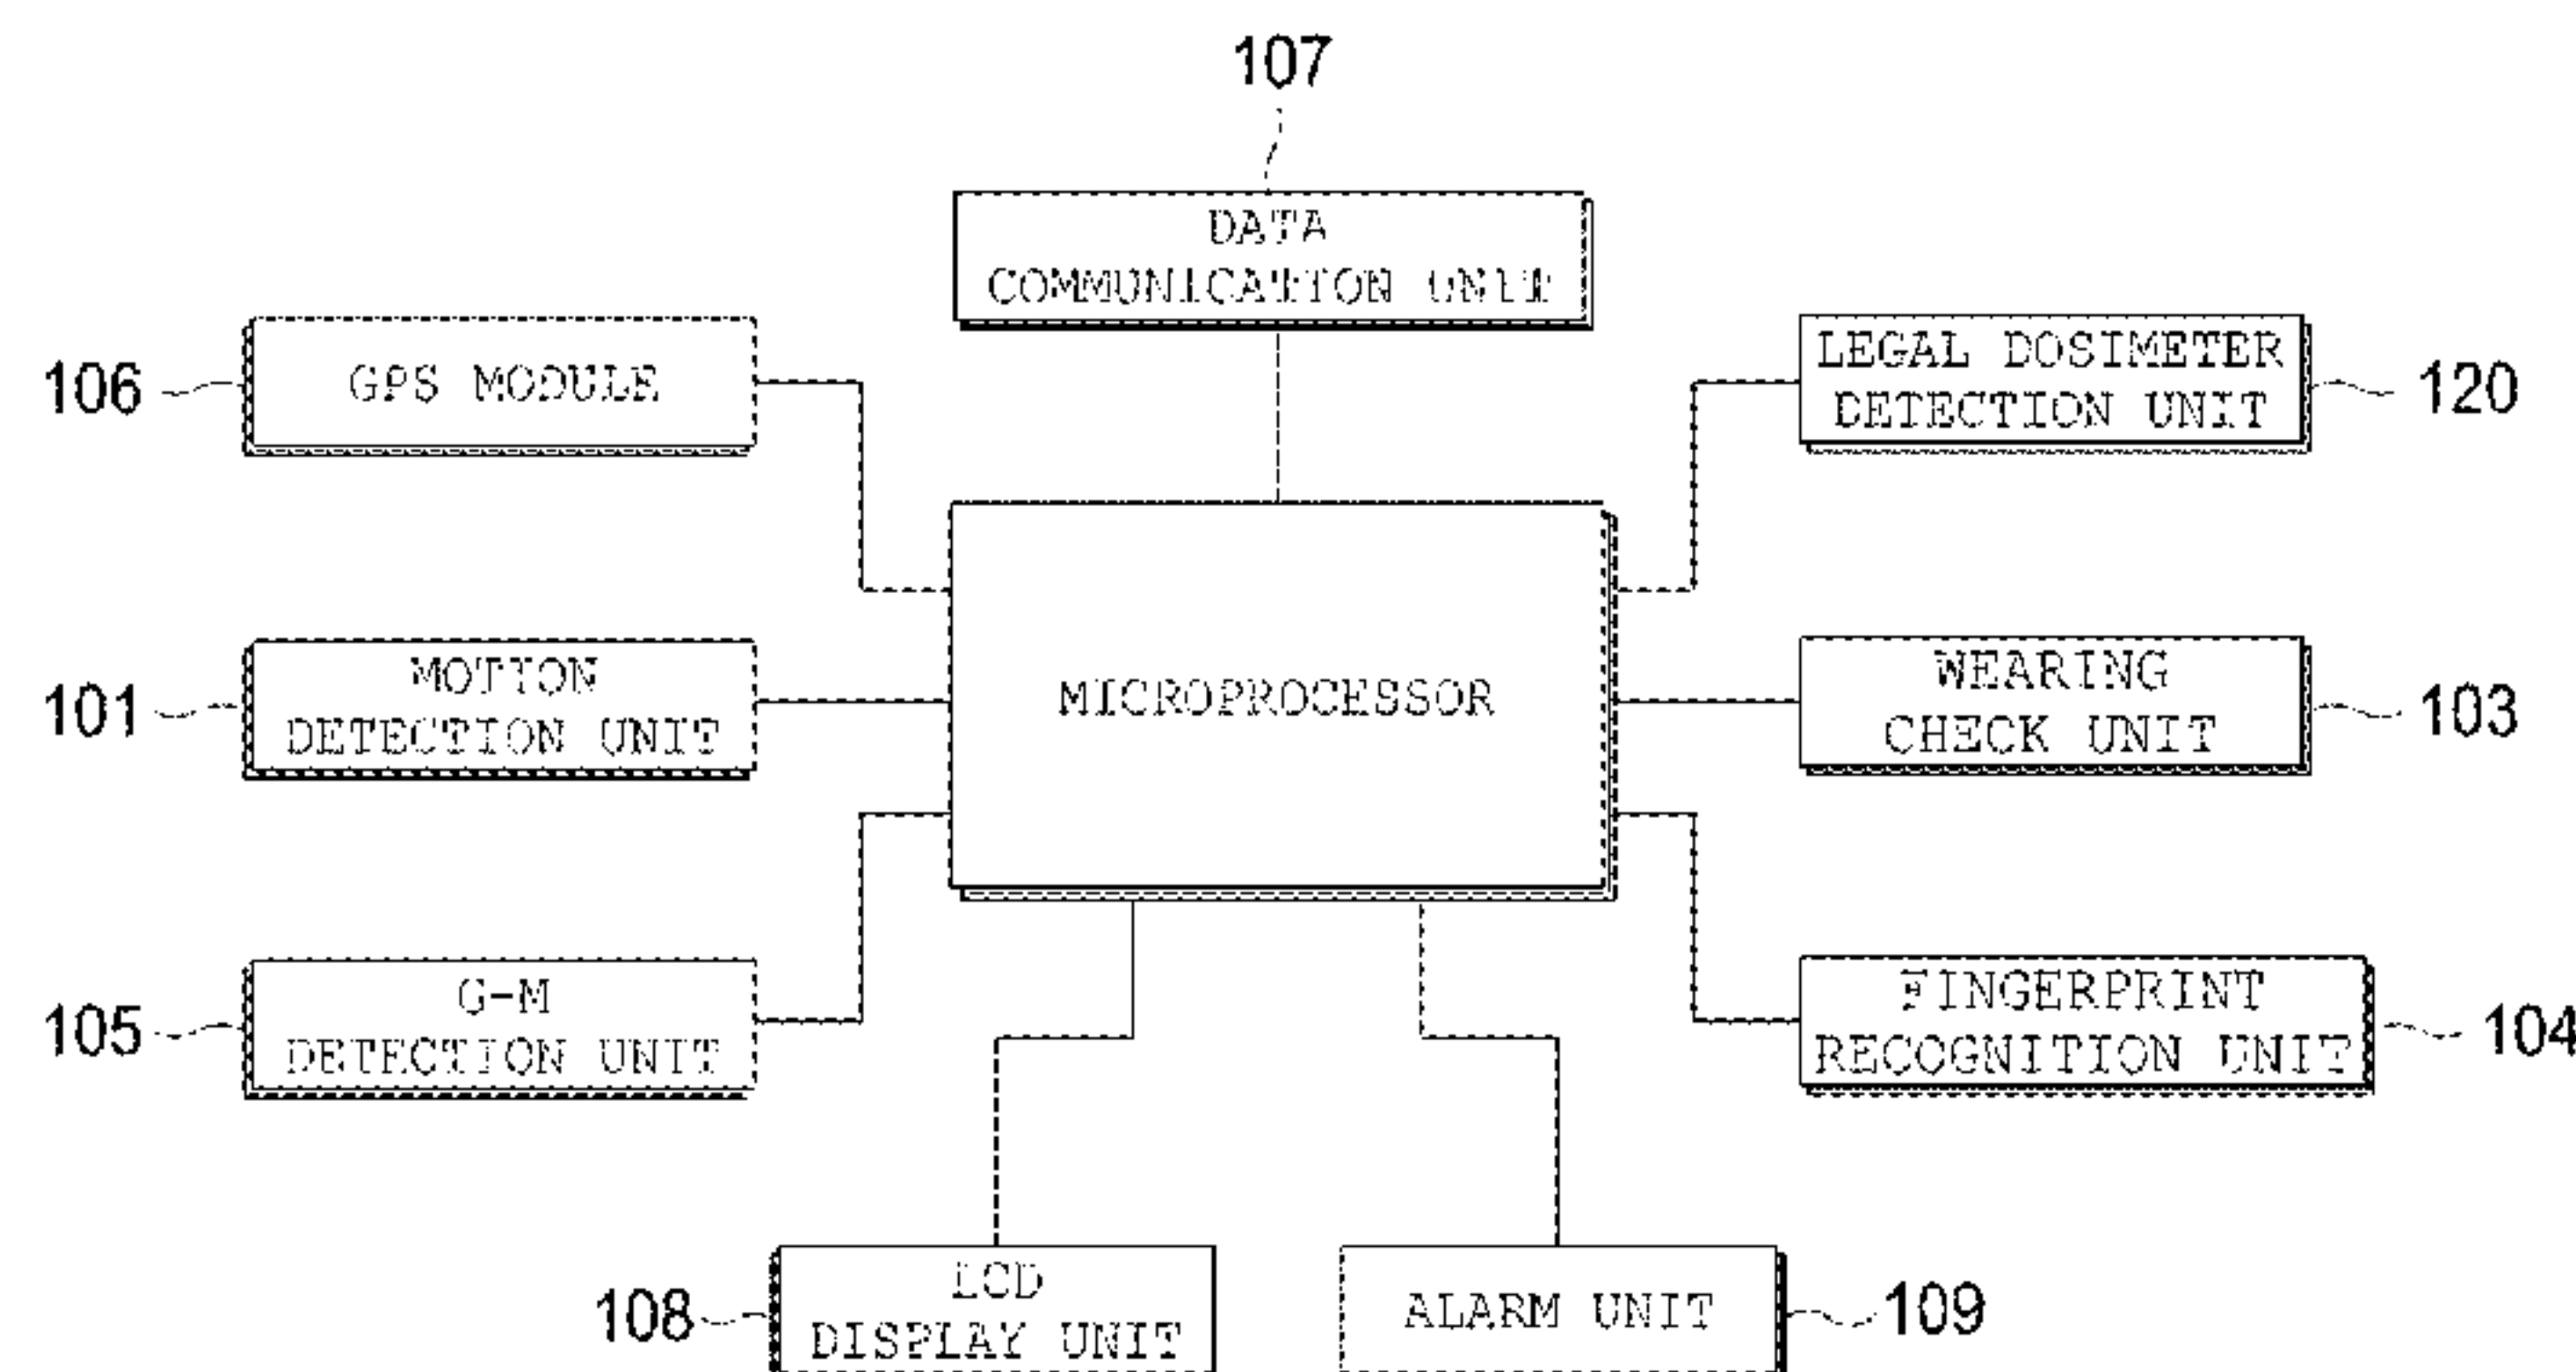 107
DATA
COMMUNICATION UNIT
106
GPS MODULE
LEGAL DOSIMETER
DETECTION UNIT
120
101
MOTION
DETECTION UNIT
MICROPROCESSOR
WEARING
CHECK UNIT
103
105
G-M
DETECTION UNIT
FINGERPRINT
RECOGNITION UNIT
104
108
LCD
DISPLAY UNIT
ALARM UNIT
109